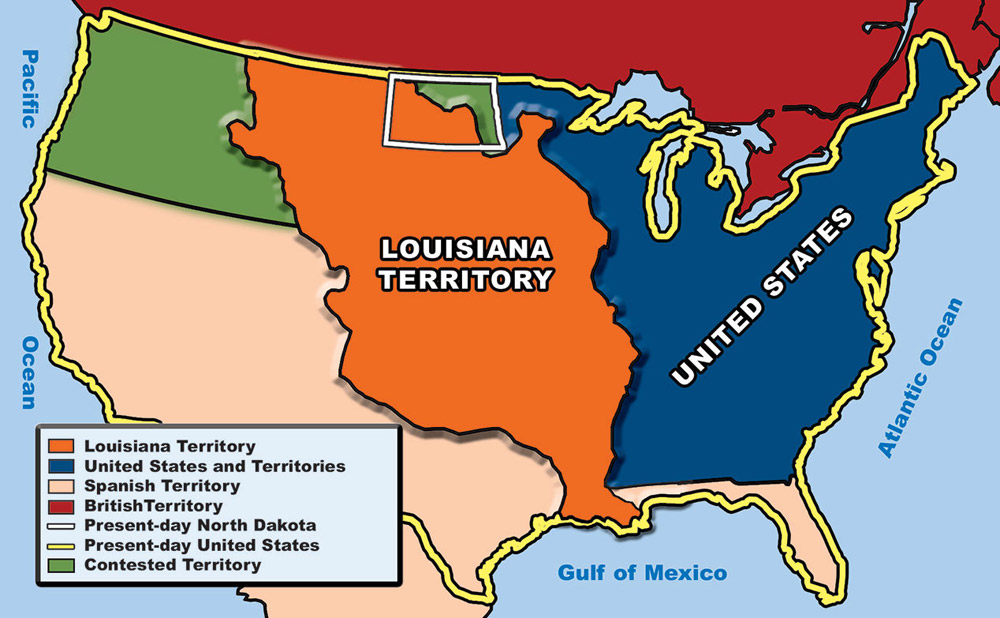 Pacific
Ocean
LOUISIANA
TERRITORY
UNITED STATES
Atlantic Ocean
Gulf of Mexico
Louisiana Territory
United States and Territories
Spanish Territory
BritishTerritory
Present-day North Dakota
Present-day United States
Contested Territory